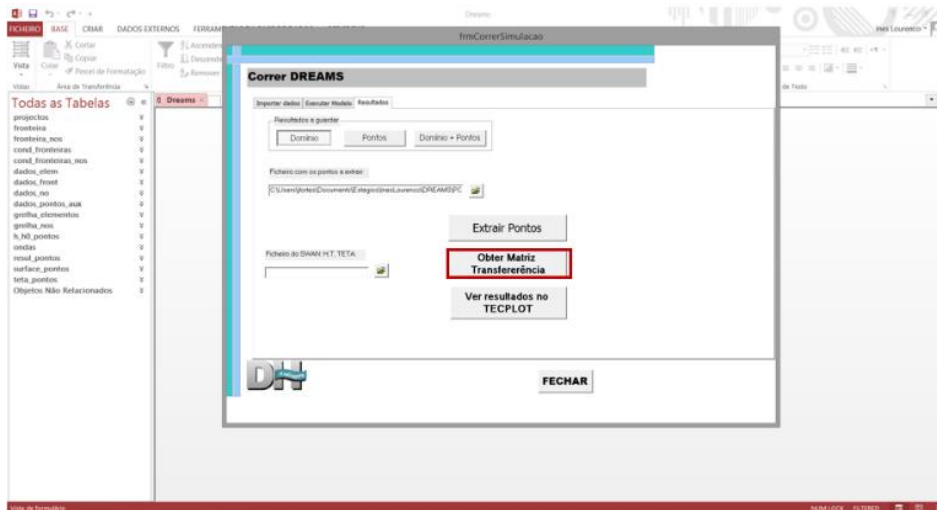 Dreams
FICHEIRO BASE CRIAR DADOS EXTERNOS
Ines Lourenco
Vista
Colar
Cortar
Copiar
Pincel de Formatação
Filtro
Ascendente
Remover
Vistas
Área de Transferência
de Texto
Todas as Tabelas
projectos
fronteira
fronteira_nos
cond_fronteiras
cond_fronteiras_nos
dados_elem
dados_front
dados_no
dados_pontos_aux
grelha_elementos
grelha_nos
h_h0_pontos
ondas
resul_pontos
surface_pontos
teta_pontos
Objetos Não Relacionados
Dreams
frmCorrerSimulacao
Correr DREAMS
Importar dados Executar Modelo Resultados
Resultados a guardar
Domínio Pontos Domínio + Pontos
Ficheiro com os pontos a extrair
Extrair Pontos
Ficheiro do SWAN: H,T, TETA:
Obter Matriz
Transfererência
Ver resultados no
TECPLOT
DH
FECHAR
Vista de Formulário
NUM LOCK FILTERED